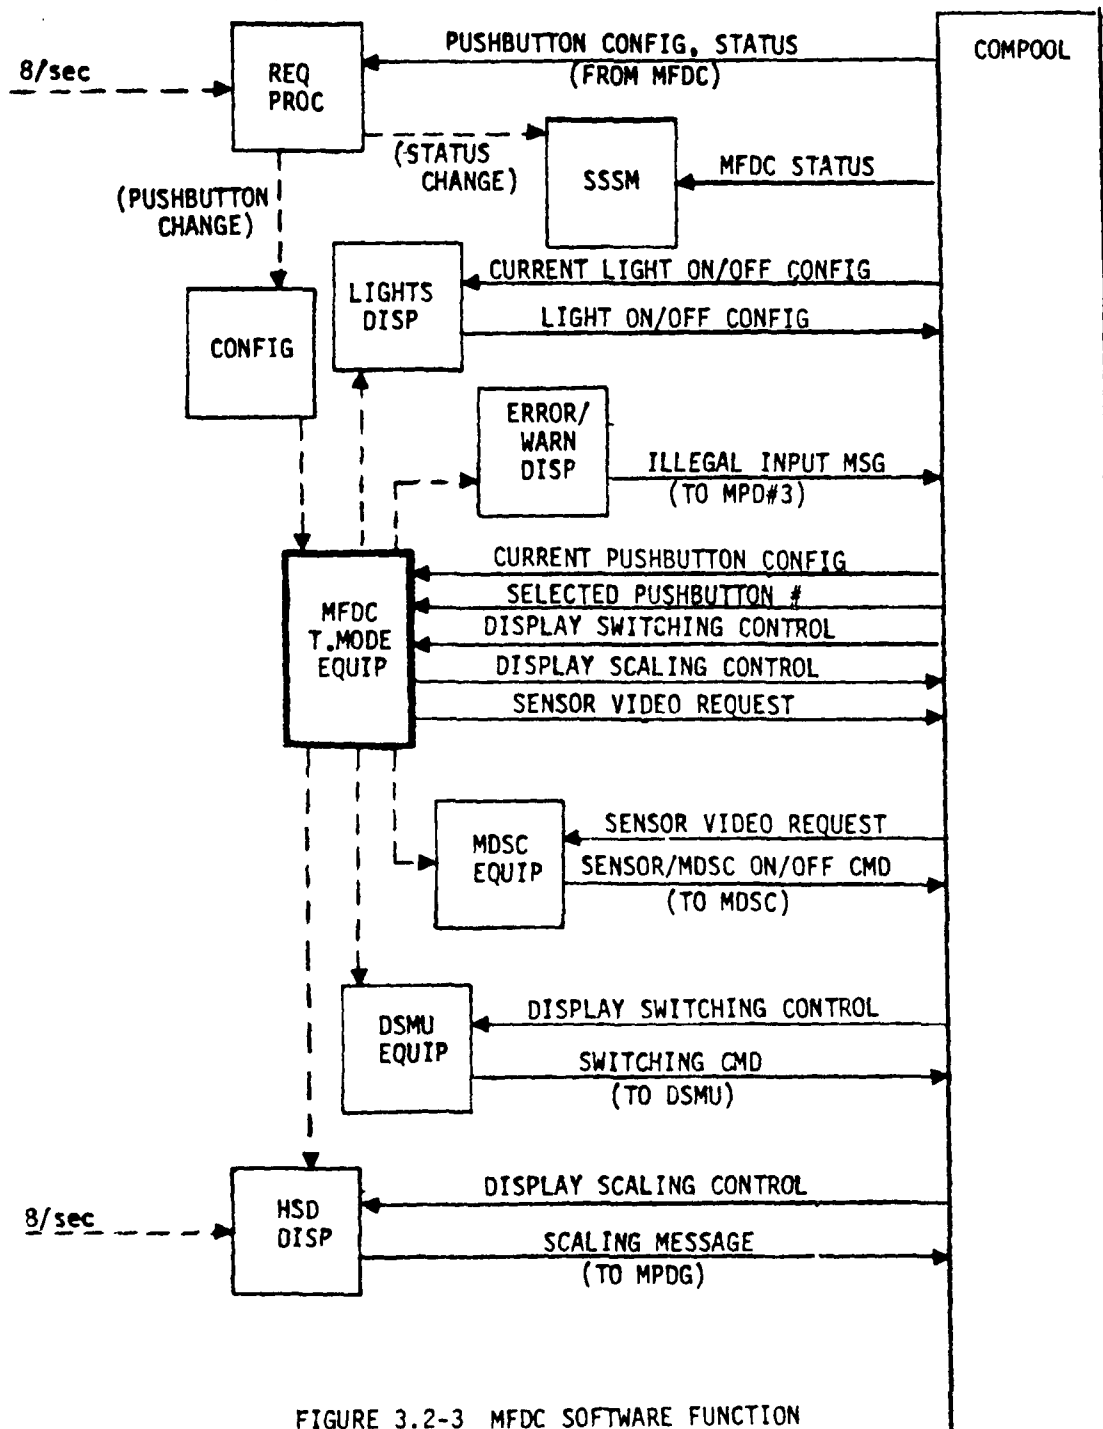 PUSHBUTTON CONFIG, STATUS
(FROM MFDC)
COMPOOL
8/sec
REQ
PROC
(STATUS
CHANGE)
SSSM
MFDC STATUS
(PUSHBUTTON
CHANGE)
LIGHTS
DISP
CURRENT LIGHT ON/OFF CONFIG
LIGHT ON/OFF CONFIG
CONFIG
ERROR/
WARN
DISP
ILLEGAL INPUT MSG
(TO MPD#3)
MFDC
T.MODE
EQUIP
CURRENT PUSHBUTTON CONFIG
SELECTED PUSHBUTTON #
DISPLAY SWITCHING CONTROL
DISPLAY SCALING CONTROL
SENSOR VIDEO REQUEST
MDSC
EQUIP
SENSOR VIDEO REQUEST
SENSOR/MDSC ON/OFF CMD
(TO MDSC)
DSMU
EQUIP
DISPLAY SWITCHING CONTROL
SWITCHING CMD
(TO DSMU)
8/sec
HSD
DISP
DISPLAY SCALING CONTROL
SCALING MESSAGE
(TO MPDG)
FIGURE 3.2-3 MFDC SOFTWARE FUNCTION